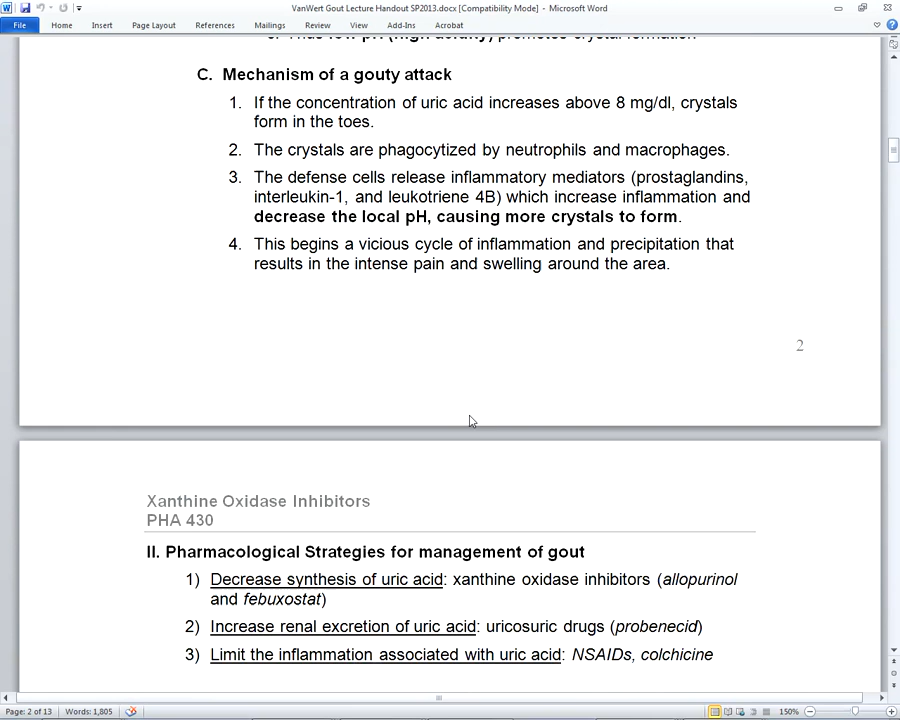 VanWert Gout Lecture Handout SP2013.docx [Compatibility Mode] - Microsoft Word
File Home Insert Page Layout References Mailings Review View Add-Ins Acrobat
C. Mechanism of a gouty attack
1. If the concentration of uric acid increases above 8 mg/dl, crystals
form in the toes.
2. The crystals are phagocytized by neutrophils and macrophages.
3. The defense cells release inflammatory mediators (prostaglandins,
interleukin-1, and leukotriene 4B) which increase inflammation and
decrease the local pH, causing more crystals to form.
4. This begins a vicious cycle of inflammation and precipitation that
results in the intense pain and swelling around the area.
2
Xanthine Oxidase Inhibitors
PHA 430
II. Pharmacological Strategies for management of gout
1) Decrease synthesis of uric acid: xanthine oxidase inhibitors (allopurinol
and febuxostat)
2) Increase renal excretion of uric acid: uricosuric drugs (probenecid)
3) Limit the inflammation associated with uric acid: NSAIDs, colchicine
Page: 2 of 13 Words: 1,805 150%